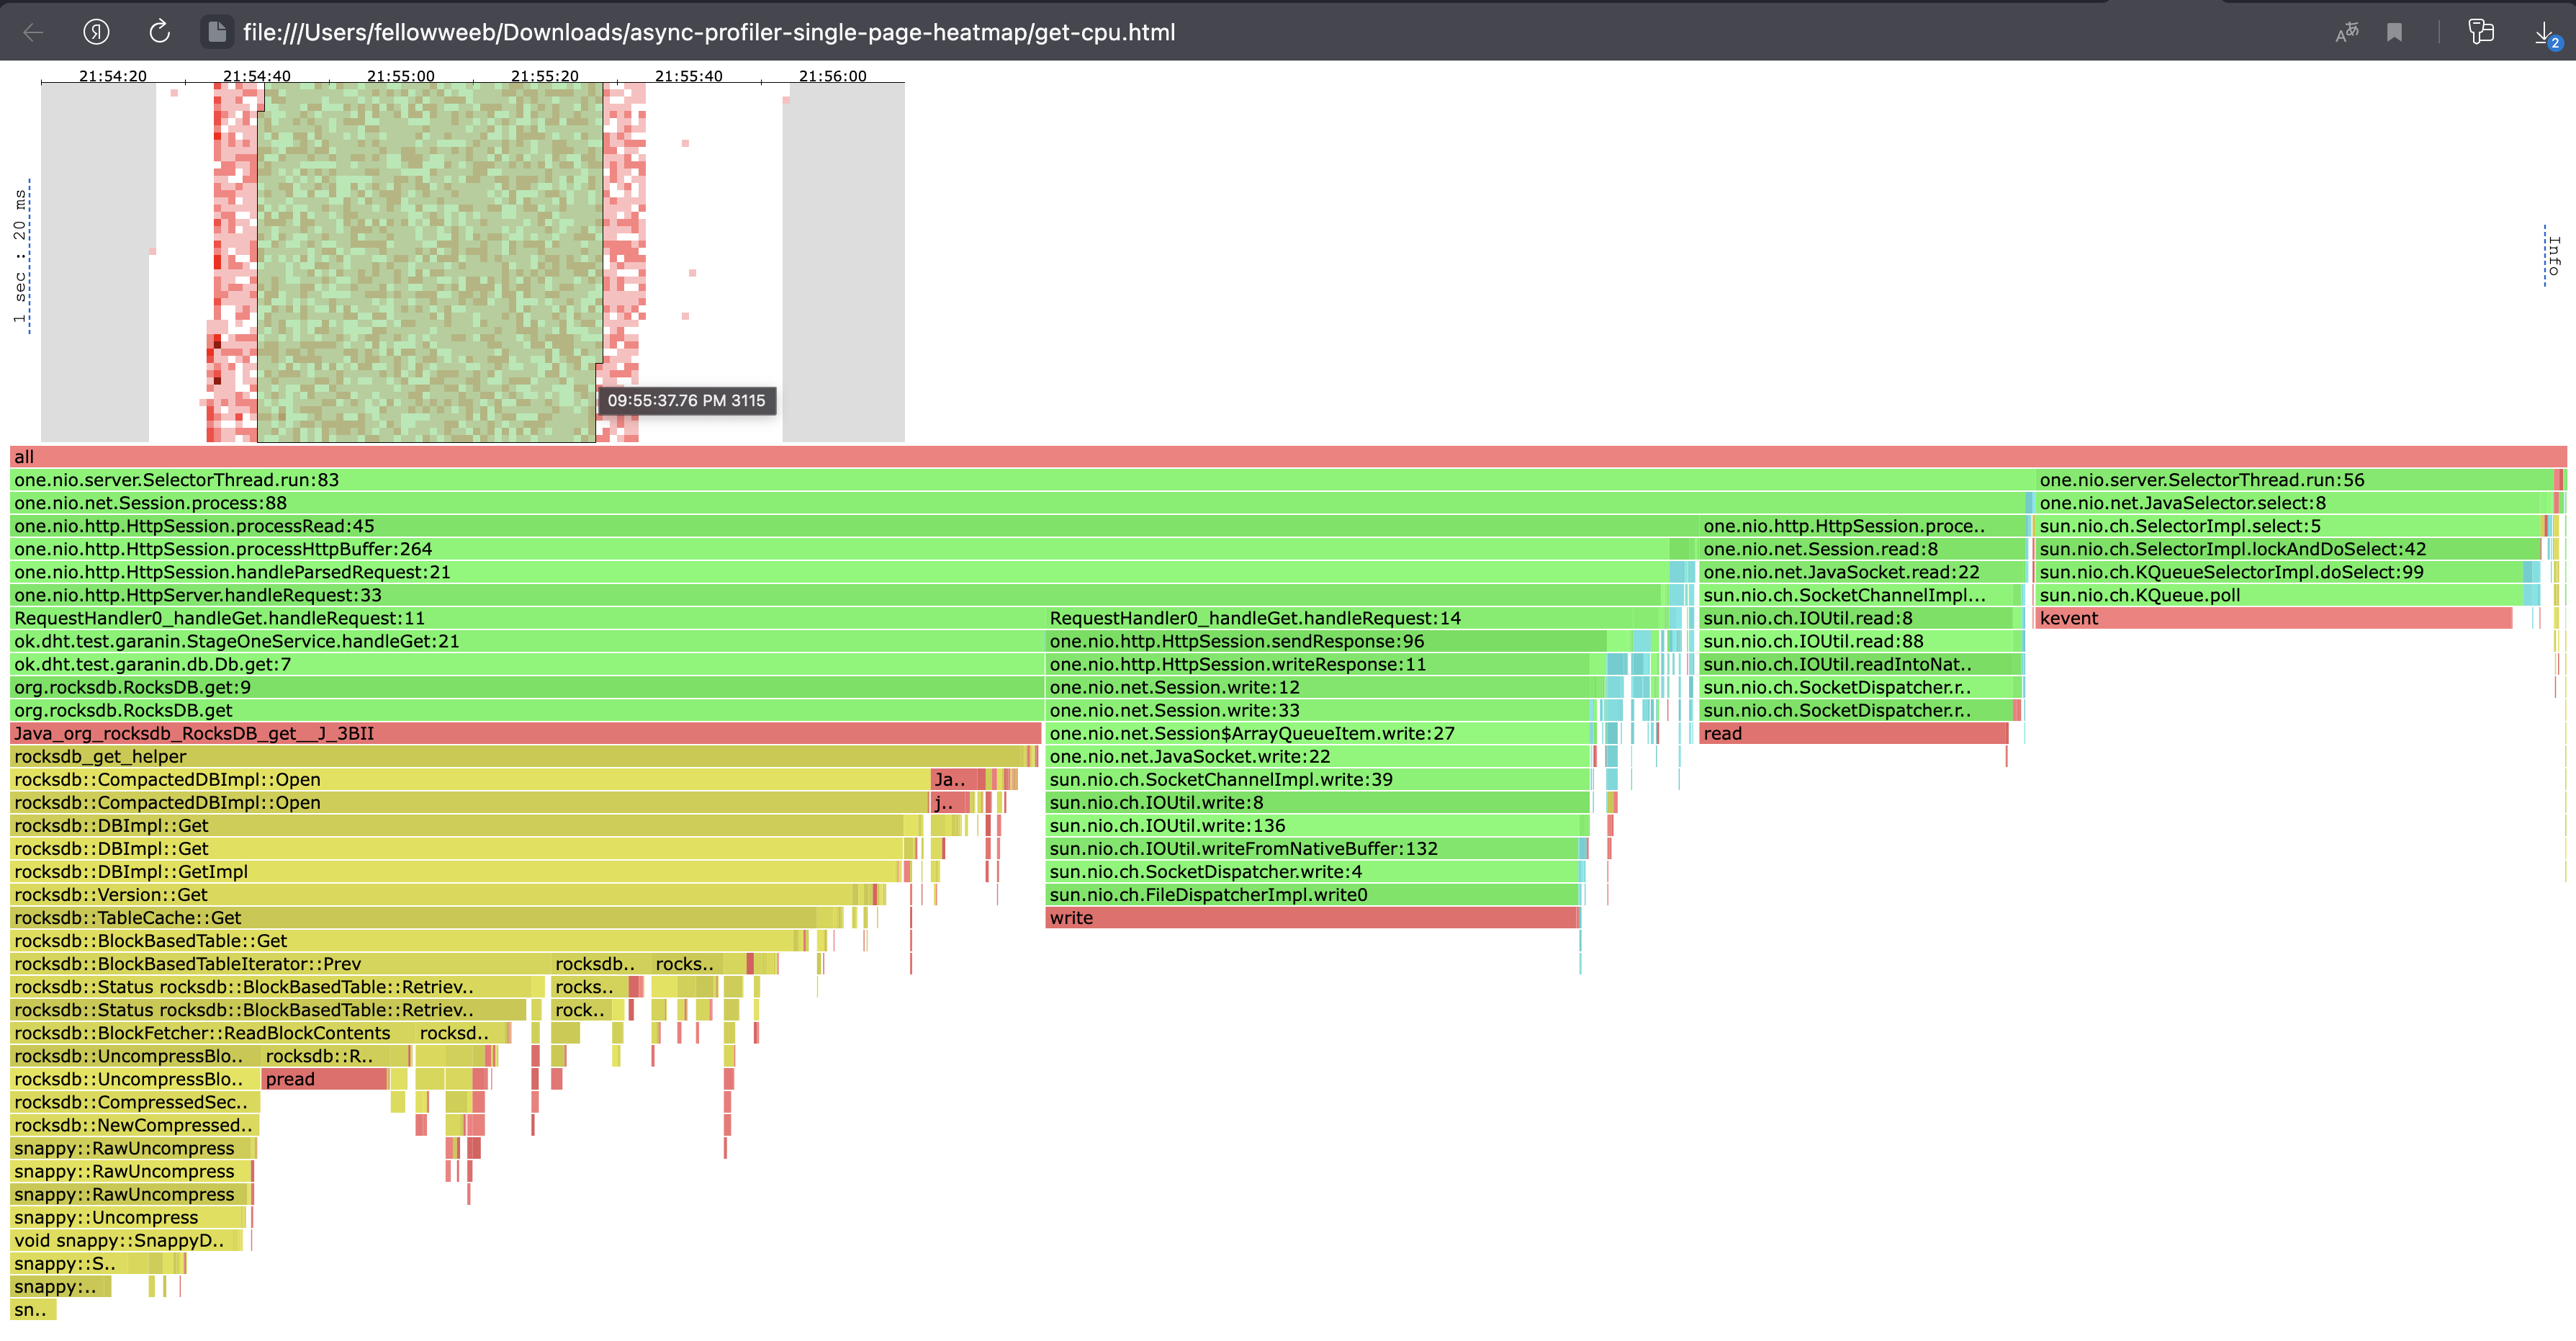 Я file:///Users/fellowweeb/Downloads/async-profiler-single-page-heatmap/get-cpu.html 2
21:54:20 21:54:40 21:55:00 21:55:20 21:55:40 21:56:00
1 sec : 20 ms
Info
09:55:37.76 PM 3115
all
one.nio.server.SelectorThread.run:83 one.nio.server.SelectorThread.run:56
one.nio.net.Session.process:88 one.nio.net.JavaSelector.select:8
one.nio.http.HttpSession.processRead:45 one.nio.http.HttpSession.proce.. sun.nio.ch.SelectorImpl.select:5
one.nio.http.HttpSession.processHttpBuffer:264 one.nio.net.Session.read:8 sun.nio.ch.SelectorImpl.lockAndDoSelect:42
one.nio.http.HttpSession.handleParsedRequest:21 one.nio.net.JavaSocket.read:22 sun.nio.ch.KQueueSelectorImpl.doSelect:99
one.nio.http.HttpServer.handleRequest:33 sun.nio.ch.SocketChannelImpl... sun.nio.ch.KQueue.poll
RequestHandler0_handleGet.handleRequest:11 RequestHandler0_handleGet.handleRequest:14 sun.nio.ch.IOUtil.read:8 kevent
ok.dht.test.garanin.StageOneService.handleGet:21 one.nio.http.HttpSession.sendResponse:96 sun.nio.ch.IOUtil.read:88
ok.dht.test.garanin.db.Db.get:7 one.nio.http.HttpSession.writeResponse:11 sun.nio.ch.IOUtil.readIntoNat..
org.rocksdb.RocksDB.get:9 one.nio.net.Session.write:12 sun.nio.ch.SocketDispatcher.r..
org.rocksdb.RocksDB.get one.nio.net.Session.write:33 sun.nio.ch.SocketDispatcher.r..
Java_org_rocksdb_RocksDB_get__J_3BII one.nio.net.Session$ArrayQueueItem.write:27 read
rocksdb_get_helper one.nio.net.JavaSocket.write:22
rocksdb::CompactedDBImpl::Open Ja.. sun.nio.ch.SocketChannelImpl.write:39
rocksdb::CompactedDBImpl::Open j.. sun.nio.ch.IOUtil.write:8
rocksdb::DBImpl::Get sun.nio.ch.IOUtil.write:136
rocksdb::DBImpl::Get sun.nio.ch.IOUtil.writeFromNativeBuffer:132
rocksdb::DBImpl::GetImpl sun.nio.ch.SocketDispatcher.write:4
rocksdb::Version::Get sun.nio.ch.FileDispatcherImpl.write0
rocksdb::TableCache::Get write
rocksdb::BlockBasedTable::Get
rocksdb::BlockBasedTableIterator::Prev rocksdb.. rocks..
rocksdb::Status rocksdb::BlockBasedTable::Retriev.. rocks..
rocksdb::Status rocksdb::BlockBasedTable::Retriev.. rock..
rocksdb::BlockFetcher::ReadBlockContents rocksd..
rocksdb::UncompressBlo.. rocksdb::R..
rocksdb::UncompressBlo.. pread
rocksdb::CompressedSec..
rocksdb::NewCompressed..
snappy::RawUncompress
snappy::RawUncompress
snappy::RawUncompress
snappy::Uncompress
void snappy::SnappyD..
snappy::S..
snappy:..
sn..